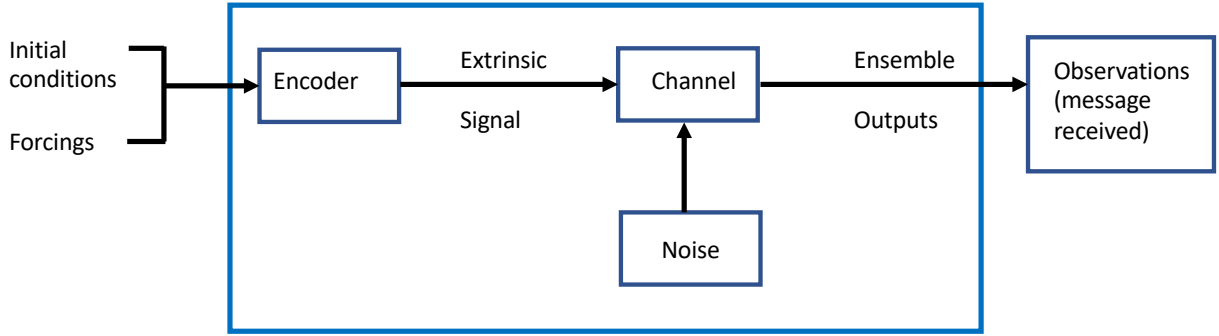 Initial
conditions
Forcings
Encoder
Extrinsic
Signal
Channel
Noise
Ensemble
Outputs
Observations
(message
received)